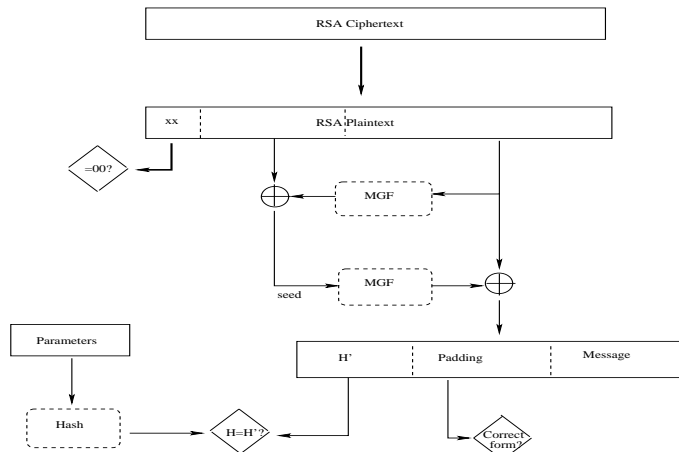 RSA Ciphertext
xx
RSA Plaintext
=00?
MGF
seed
MGF
Parameters
H'
Padding
Message
Hash
H=H'?
Correct
form?